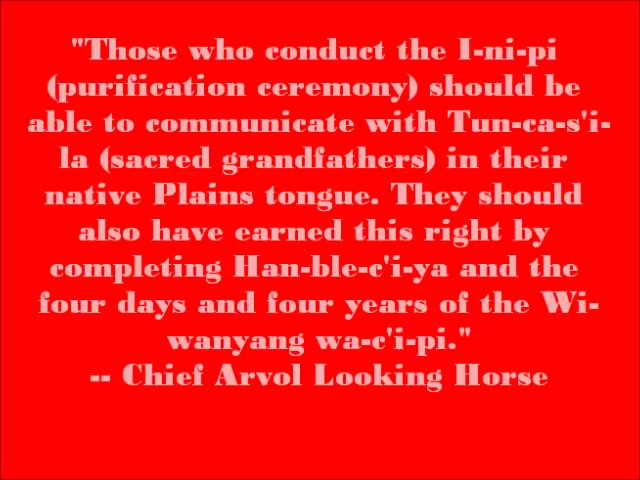 "Those who conduct the I-ni-pi
(purification ceremony) should be
able to communicate with Tun-ca-s'i-
la (sacred grandfathers) in their
native Plains tongue. They should
also have earned this right by
completing Han-ble-c'i-ya and the
four days and four years of the Wi-
wanyang wa-c'i-pi."
-- Chief Arvol Looking Horse